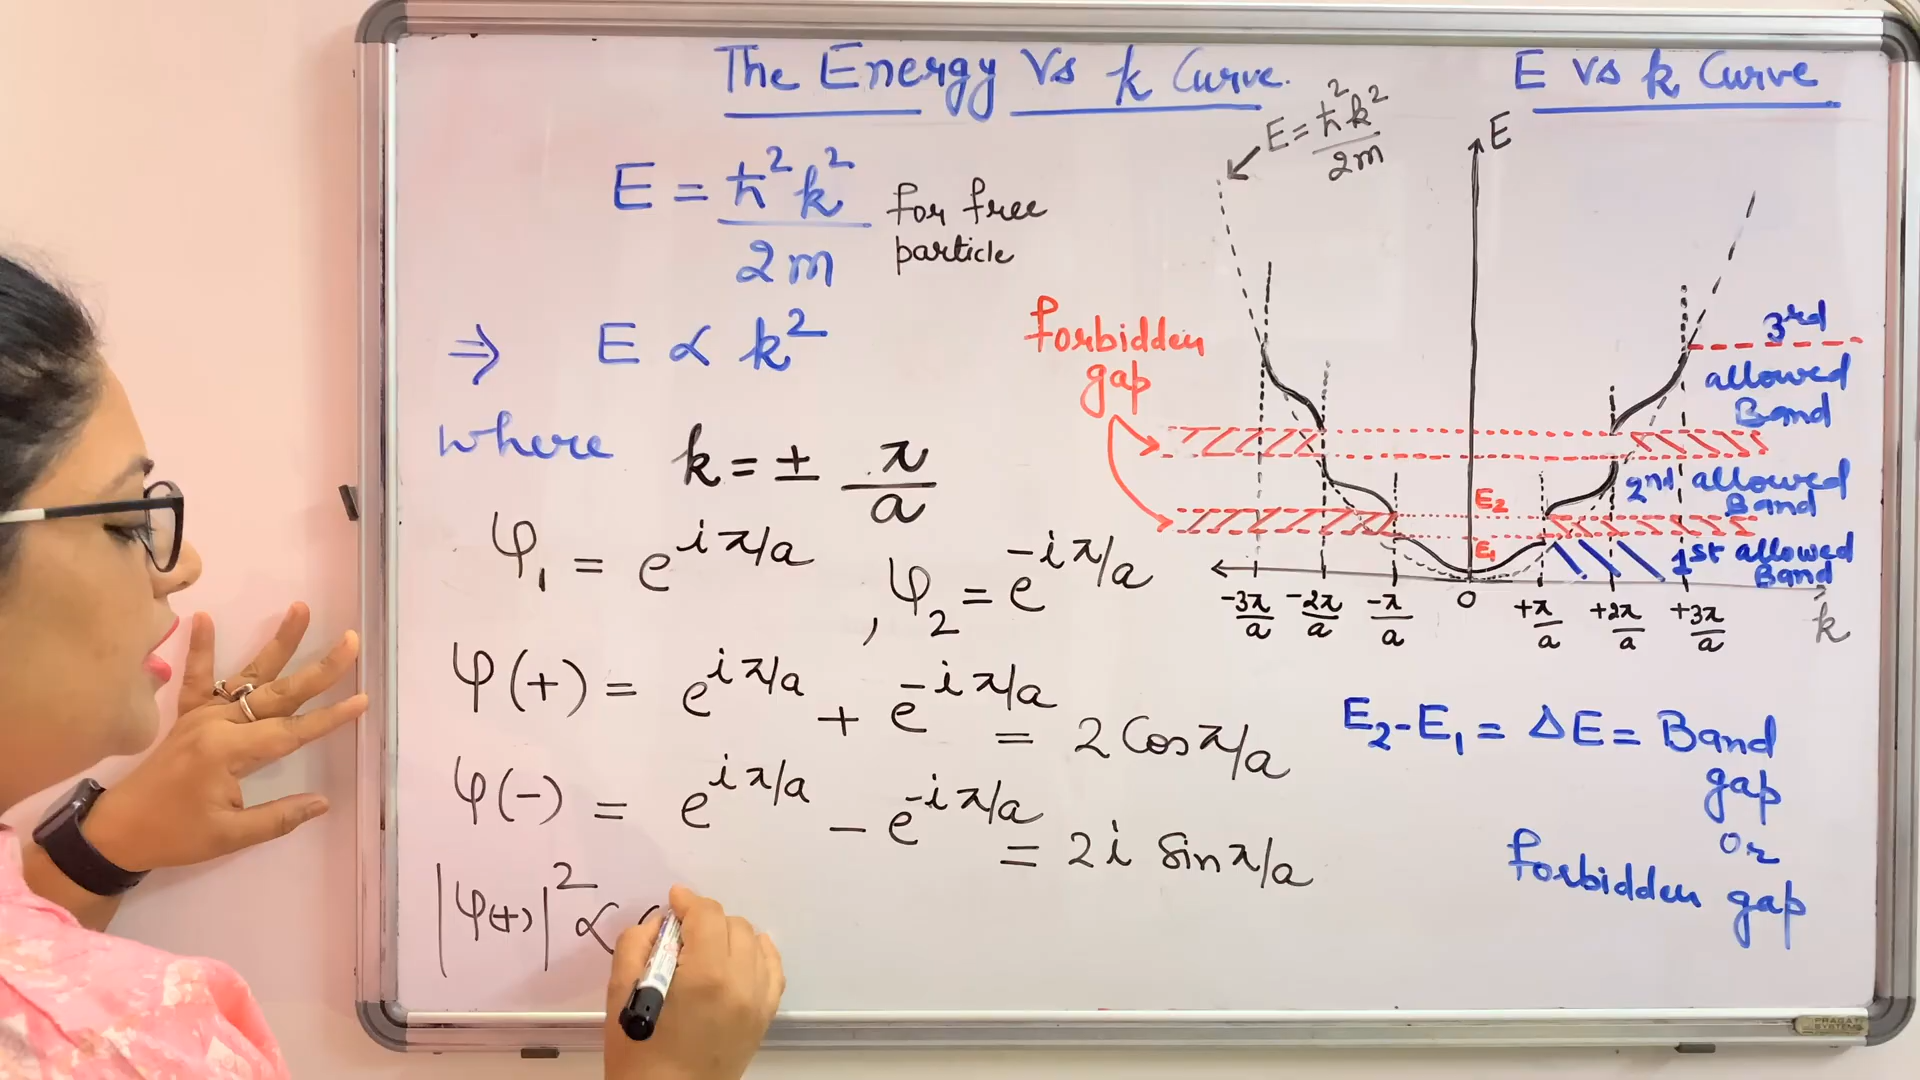 The Energy Vs k Curve.
E = ħ²k²/2m for free particle
⇒ E ∝ k²
where k = ± π/a
φ₁ = e^{iπ/a}, φ₂ = e^{-iπ/a}
φ(+) = e^{iπ/a} + e^{-iπ/a} = 2 Cos π/a
φ(-) = e^{iπ/a} - e^{-iπ/a} = 2i Sin π/a
|φ(+)|² ∝
E Vs k Curve
E = ħ²k²/2m
E
forbidden
gap
3rd
allowed
Band
2nd allowed
Band
1st allowed
Band
E₂
E₁
-3π/a -2π/a -π/a 0 +π/a +2π/a +3π/a
k
E₂-E₁ = ΔE = Band
gap
or
forbidden gap
PRAGATI
SYSTEMS